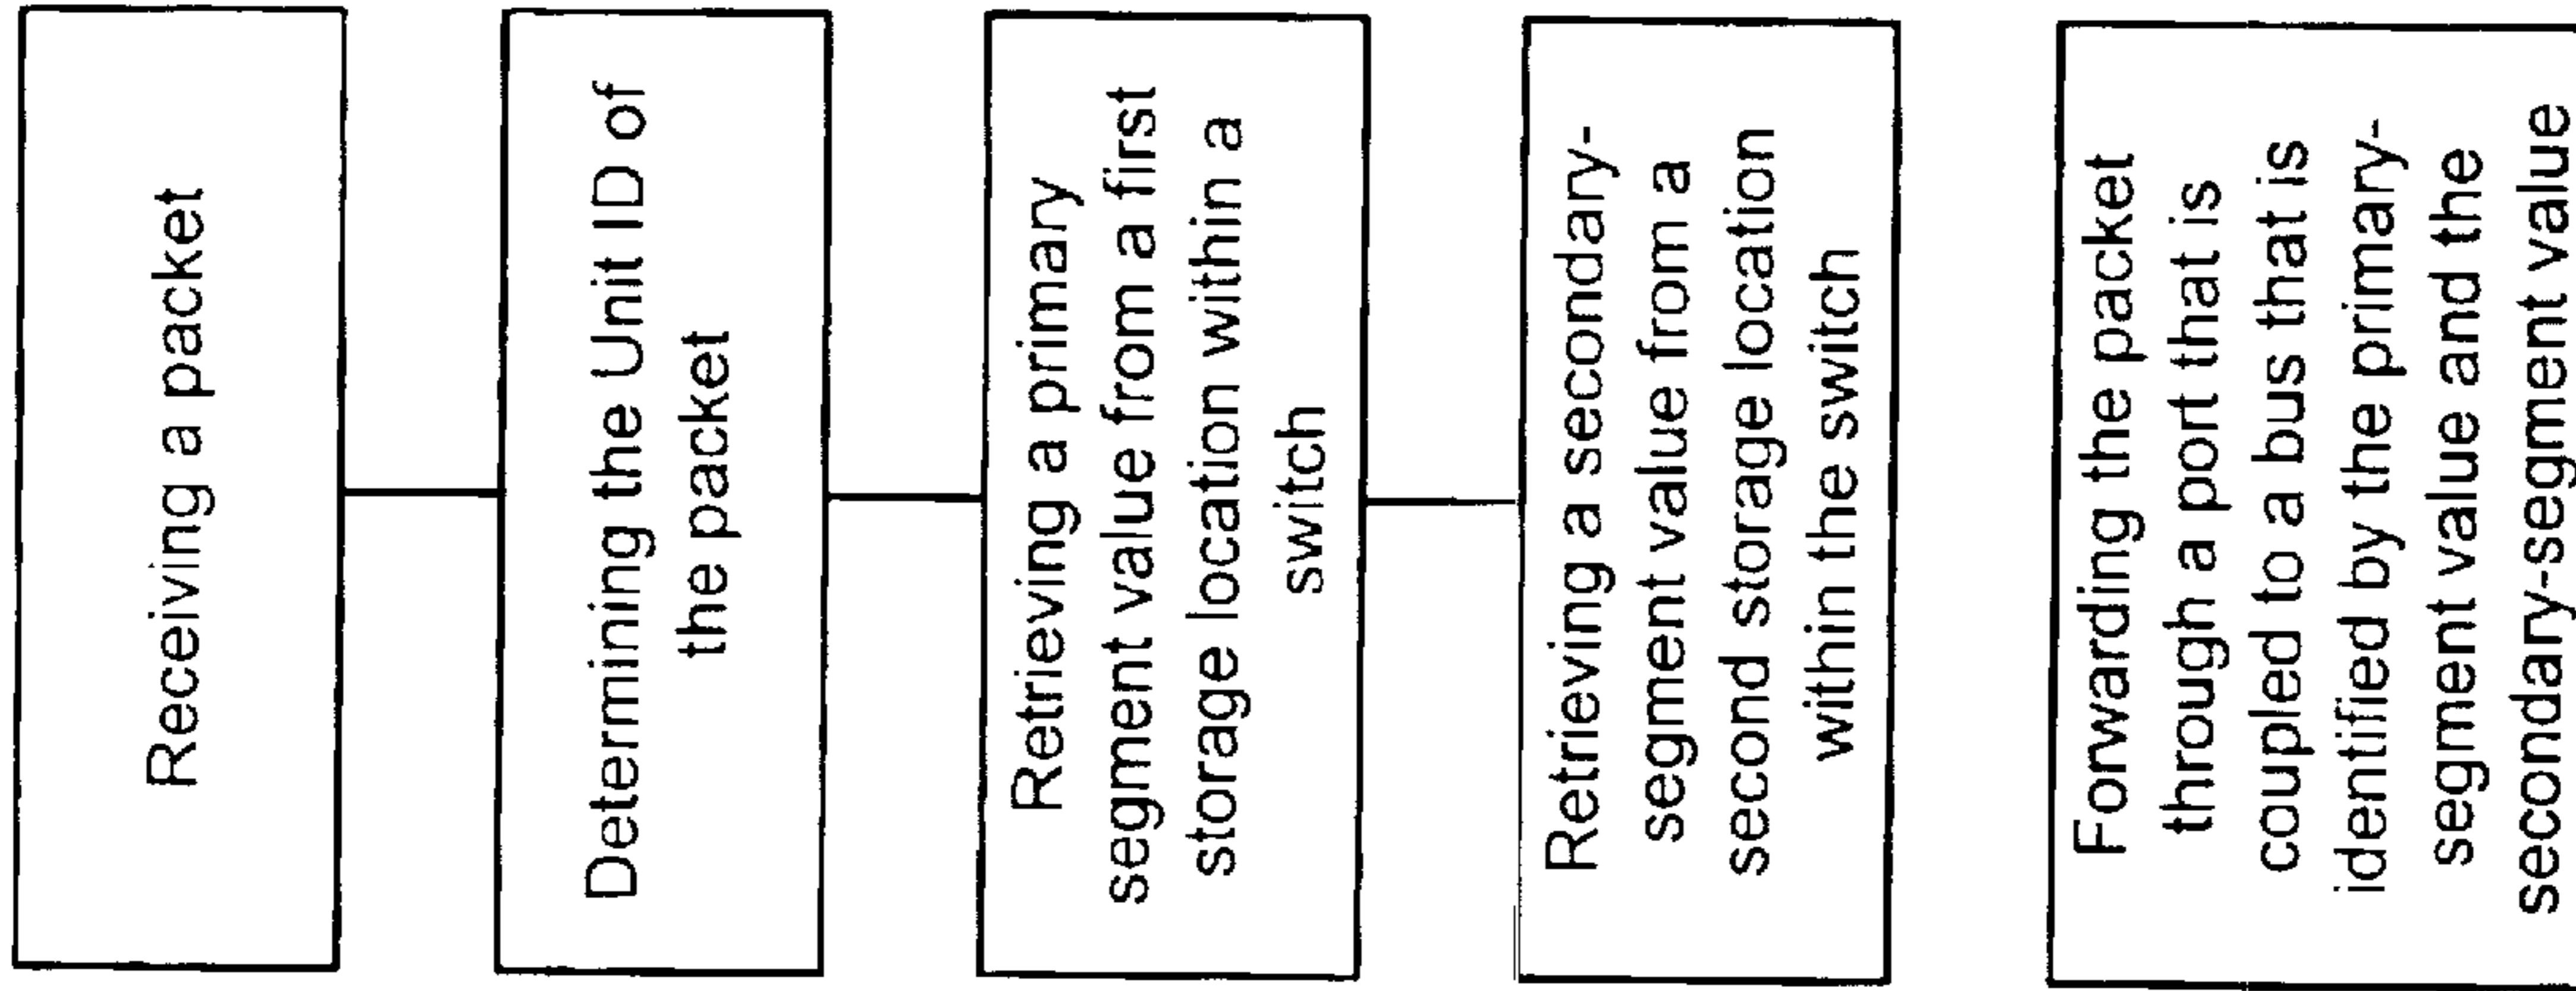 Receiving a packet
Determining the Unit ID of
the packet
Retrieving a primary
segment value from a first
storage location within a
switch
Retrieving a secondary-
segment value from a
second storage location
within the switch
Forwarding the packet
through a port that is
coupled to a bus that is
identified by the primary-
segment value and the
secondary-segment value